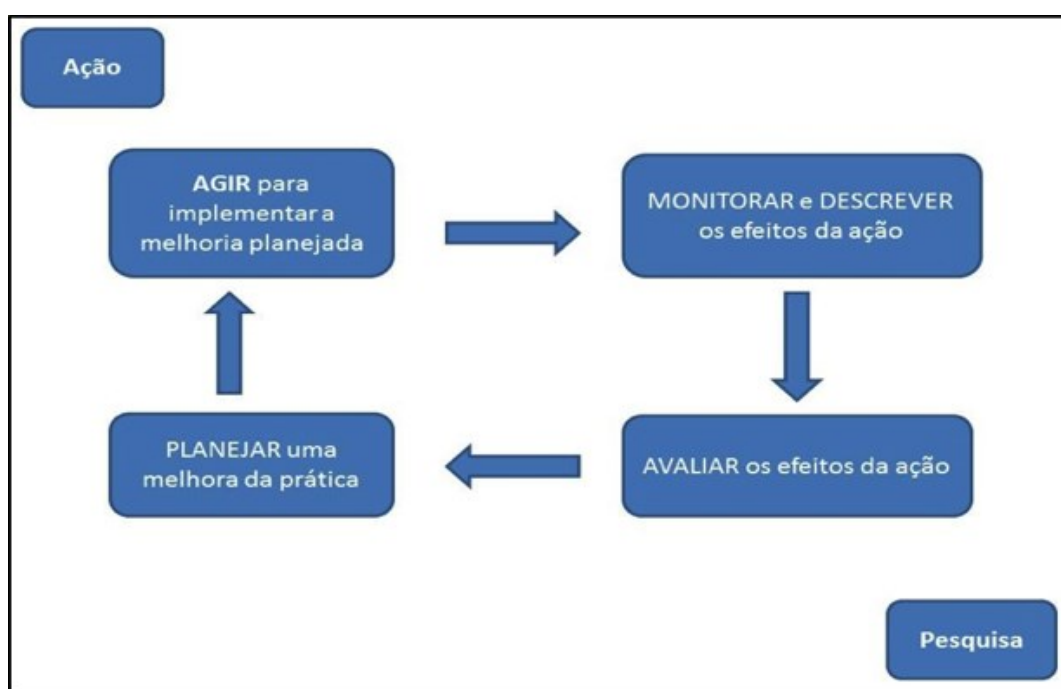 Ação
AGIR para
implementar a
melhoria planejada
MONITORAR e DESCREVER
os efeitos da ação
PLANEJAR uma
melhora da prática
AVALIAR os efeitos da ação
Pesquisa